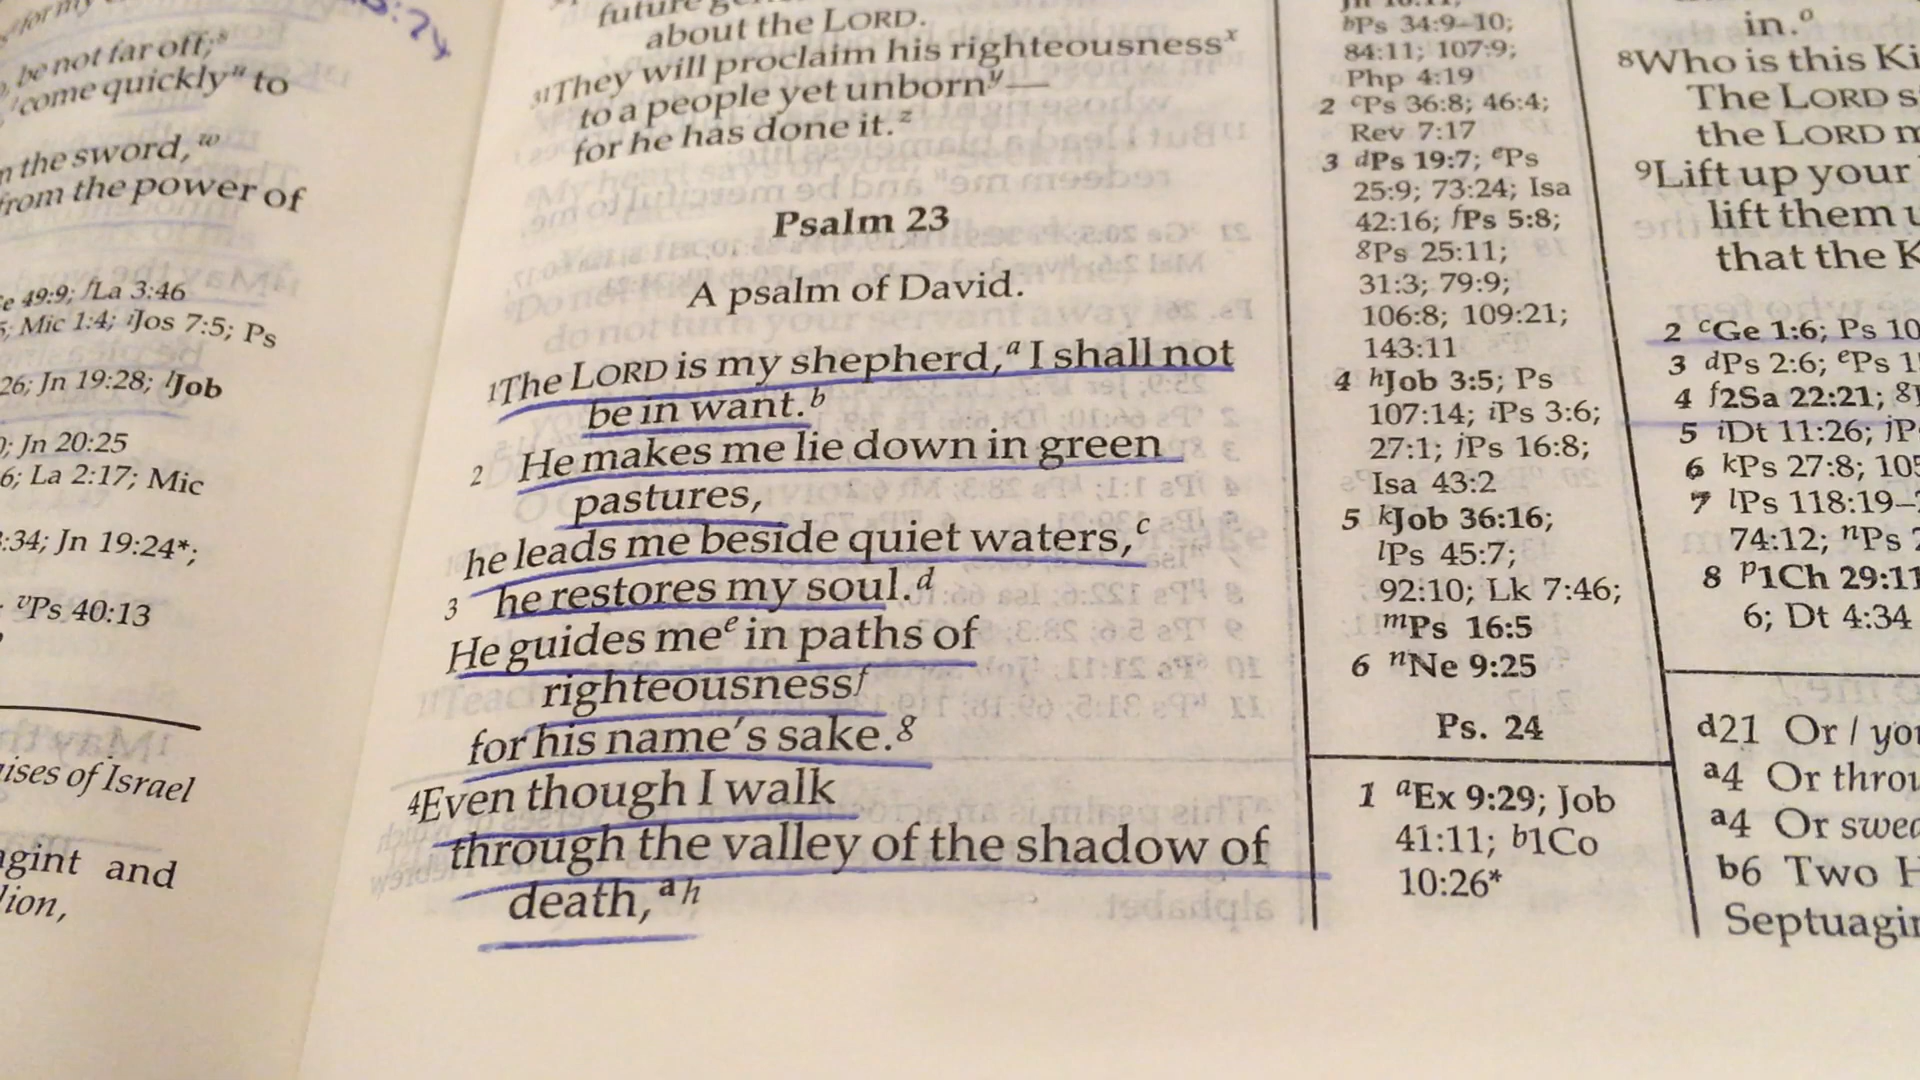 be not far off;
come quickly u to
n the sword, w
from the power of
49:9; fLa 3:46
Mic 1:4; iJos 7:5; Ps
26; Jn 19:28; lJob
Jn 20:25
6; La 2:17; Mic
:34; Jn 19:24*;
vPs 40:13
ises of Israel
agint and
lion,
about the LORD.
31They will proclaim his righteousness x
to a people yet unborn y—
for he has done it. z
Psalm 23
A psalm of David.
1The LORD is my shepherd, a I shall not
be in want. b
2 He makes me lie down in green
pastures,
he leads me beside quiet waters, c
3 he restores my soul. d
He guides me e in paths of
righteousness f
for his name's sake. g
4Even though I walk
through the valley of the shadow of
death, a h
bPs 34:9–10;
84:11; 107:9;
Php 4:19
2 cPs 36:8; 46:4;
Rev 7:17
3 dPs 19:7; ePs
25:9; 73:24; Isa
42:16; fPs 5:8;
gPs 25:11;
31:3; 79:9;
106:8; 109:21;
143:11
4 hJob 3:5; Ps
107:14; iPs 3:6;
27:1; jPs 16:8;
Isa 43:2
5 kJob 36:16;
lPs 45:7;
92:10; Lk 7:46;
mPs 16:5
6 nNe 9:25
Ps. 24
1 aEx 9:29; Job
41:11; b1Co
10:26*
in. o
8Who is this Ki
The LORD s
the LORD m
9Lift up your
lift them u
that the K
2 cGe 1:6; Ps 10
3 dPs 2:6; ePs 1
4 f2Sa 22:21; g
5 iDt 11:26; jP
6 kPs 27:8; 105
7 lPs 118:19–
74:12; nPs
8 p1Ch 29:11
6; Dt 4:34
d21 Or / you
a4 Or throu
a4 Or swea
b6 Two H
Septuagin